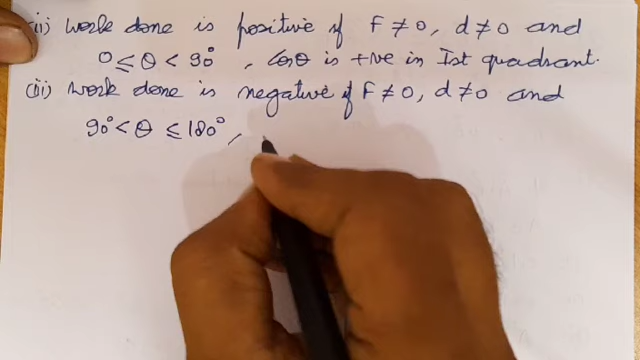 (ii) work done is positive if F ≠ 0, d ≠ 0 and
0 ≤ θ < 90°, cosθ is +ve in Ist quadrant.
(iii) work done is negative if F ≠ 0, d ≠ 0 and
90° < θ ≤ 180°,